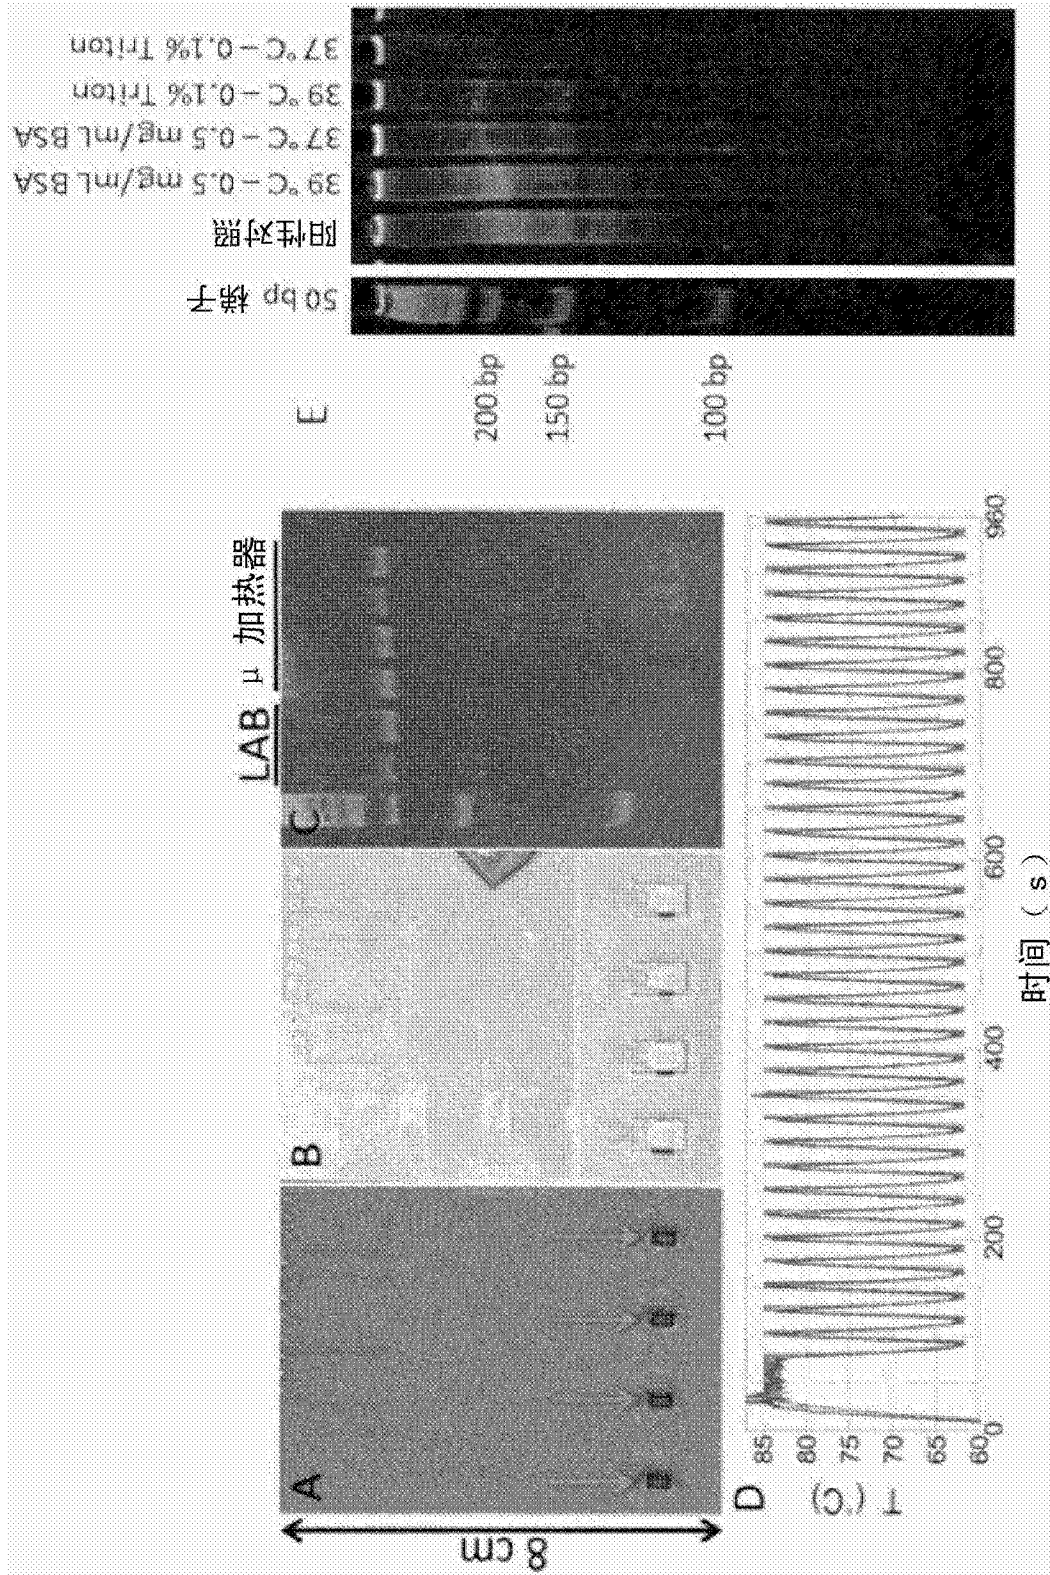 A
B
C
LAB
μ 加热器
8 cm
D
T (°C)
85
80
75
70
65
60
0
200
400
600
800
960
时间 (s)
E
200 bp
150 bp
100 bp
50 bp 梯子
阳性对照
39 °C – 0.5 mg/mL BSA
37 °C – 0.5 mg/mL BSA
39 °C – 0.1% Triton
37 °C – 0.1% Triton